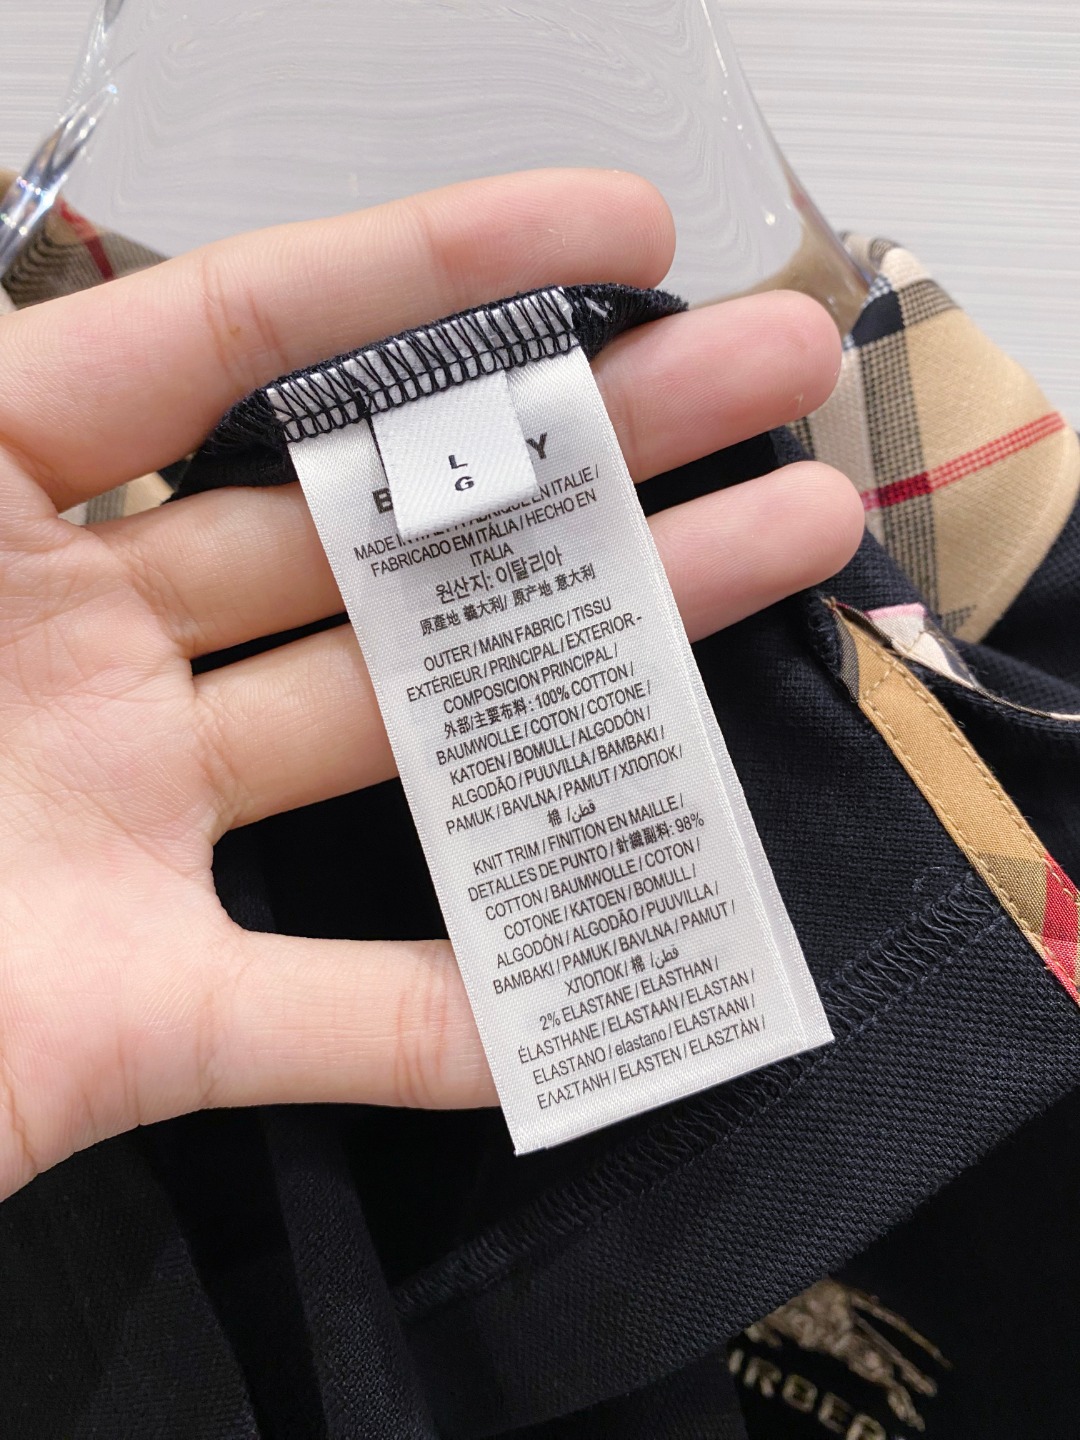 L
G
B Y
MADE IN ITALY / FABRIQUÉ EN ITALIE /
FABRICADO EM ITÁLIA / HECHO EN
ITALIA
원산지: 이탈리아
原産地 義大利/ 原产地 意大利
OUTER / MAIN FABRIC / TISSU
EXTÉRIEUR / PRINCIPAL / EXTERIOR -
COMPOSICION PRINCIPAL /
外部/主要布料 : 100% COTTON /
BAUMWOLLE / COTON / COTONE /
KATOEN / BOMULL / ALGODÓN /
ALGODÃO / PUUVILLA / BAMBAKI /
PAMUK / BAVLNA / PAMUT / ХЛОПОК /
棉 / قطن
KNIT TRIM / FINITION EN MAILLE /
DETALLES DE PUNTO / 針織副料: 98%
COTTON / BAUMWOLLE / COTON /
COTONE / KATOEN / BOMULL /
ALGODÓN / ALGODÃO / PUUVILLA /
BAMBAKI / PAMUK / BAVLNA / PAMUT /
ХЛОПОК / 棉 / قطن
2% ELASTANE / ELASTHAN /
ÉLASTHANE / ELASTAAN / ELASTAN /
ELASTANO / elastano / ELASTAANI /
ΕΛΑΣΤΑΝΗ / ELASTEN / ELASZTÁN /
RBER